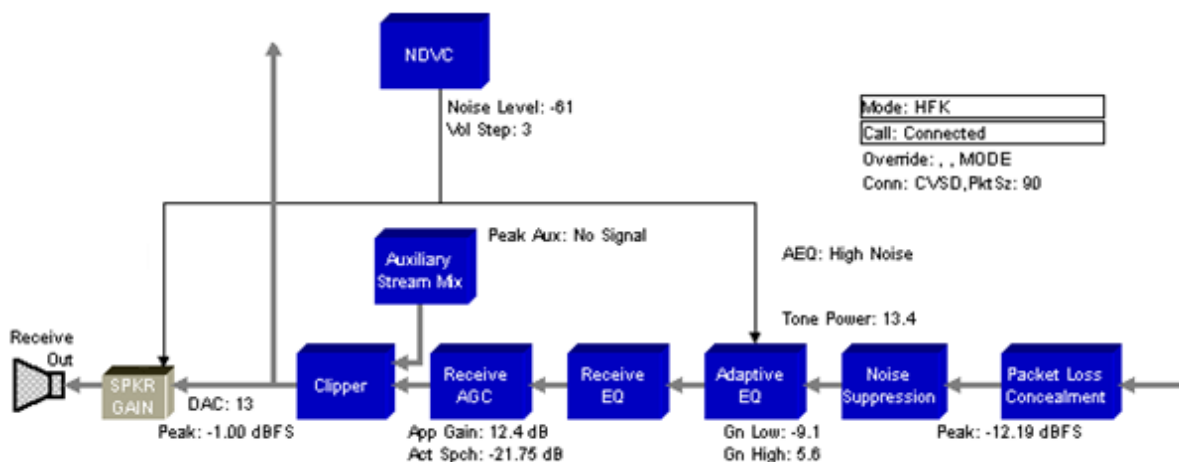 NDVC
Noise Level: -61
Vol Step: 3
Mode: HFK
Call: Connected
Override: , , MODE
Conn: CVSD,PktSz: 90
Peak Aux: No Signal
Auxiliary
Stream Mix
AEQ: High Noise
Tone Power: 13.4
Receive
Out
SPKR
GAIN
DAC: 13
Peak: -1.00 dBFS
Clipper
Receive
AGC
App Gain: 12.4 dB
Act Spch: -21.75 dB
Receive
EQ
Adaptive
EQ
Gn Low: -9.1
Gn High: 5.6
Noise
Suppression
Packet Loss
Concealment
Peak: -12.19 dBFS